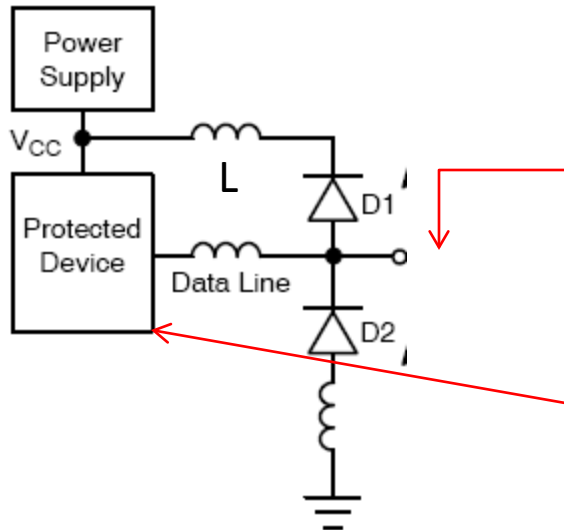 Power
Supply
VCC
L
D1
Protected
Device
Data Line
D2